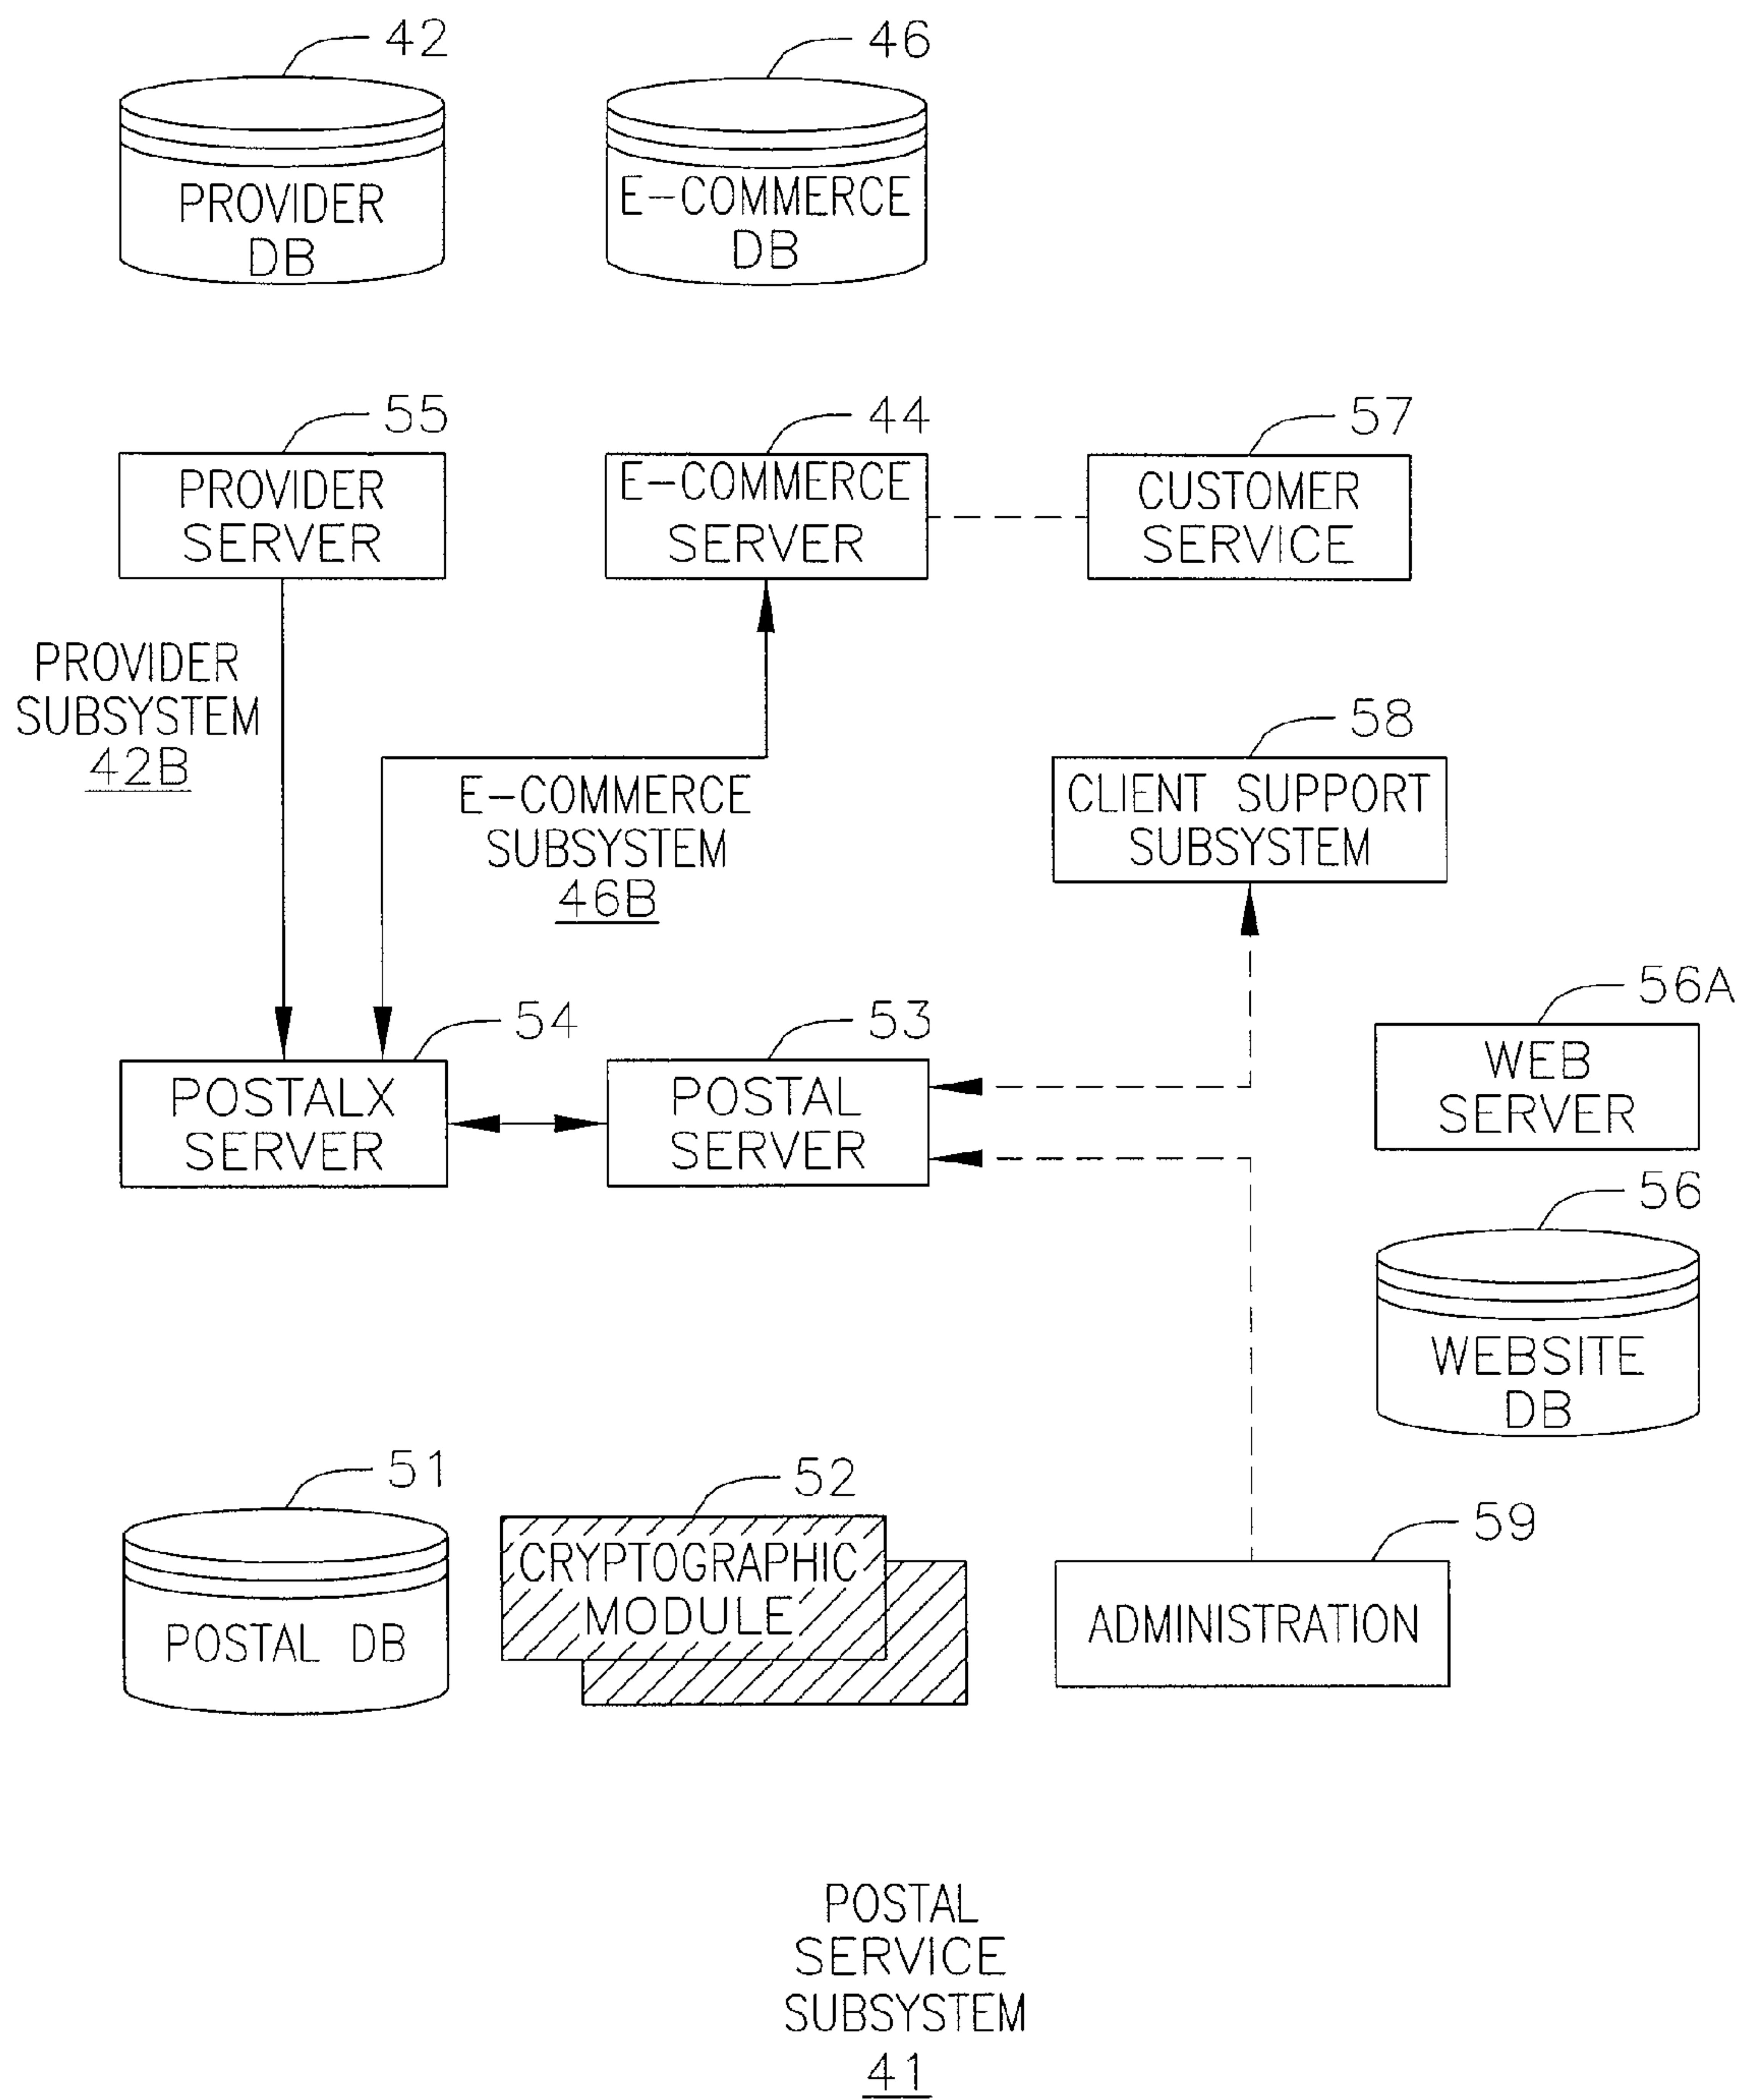 42
46
PROVIDER
DB
E-COMMERCE
DB
55
44
57
PROVIDER
SERVER
E-COMMERCE
SERVER
CUSTOMER
SERVICE
PROVIDER
SUBSYSTEM
42B
E-COMMERCE
SUBSYSTEM
46B
58
CLIENT SUPPORT
SUBSYSTEM
54
53
56A
POSTALX
SERVER
POSTAL
SERVER
WEB
SERVER
56
WEBSITE
DB
51
52
59
POSTAL DB
CRYPTOGRAPHIC
MODULE
ADMINISTRATION
POSTAL
SERVICE
SUBSYSTEM
41